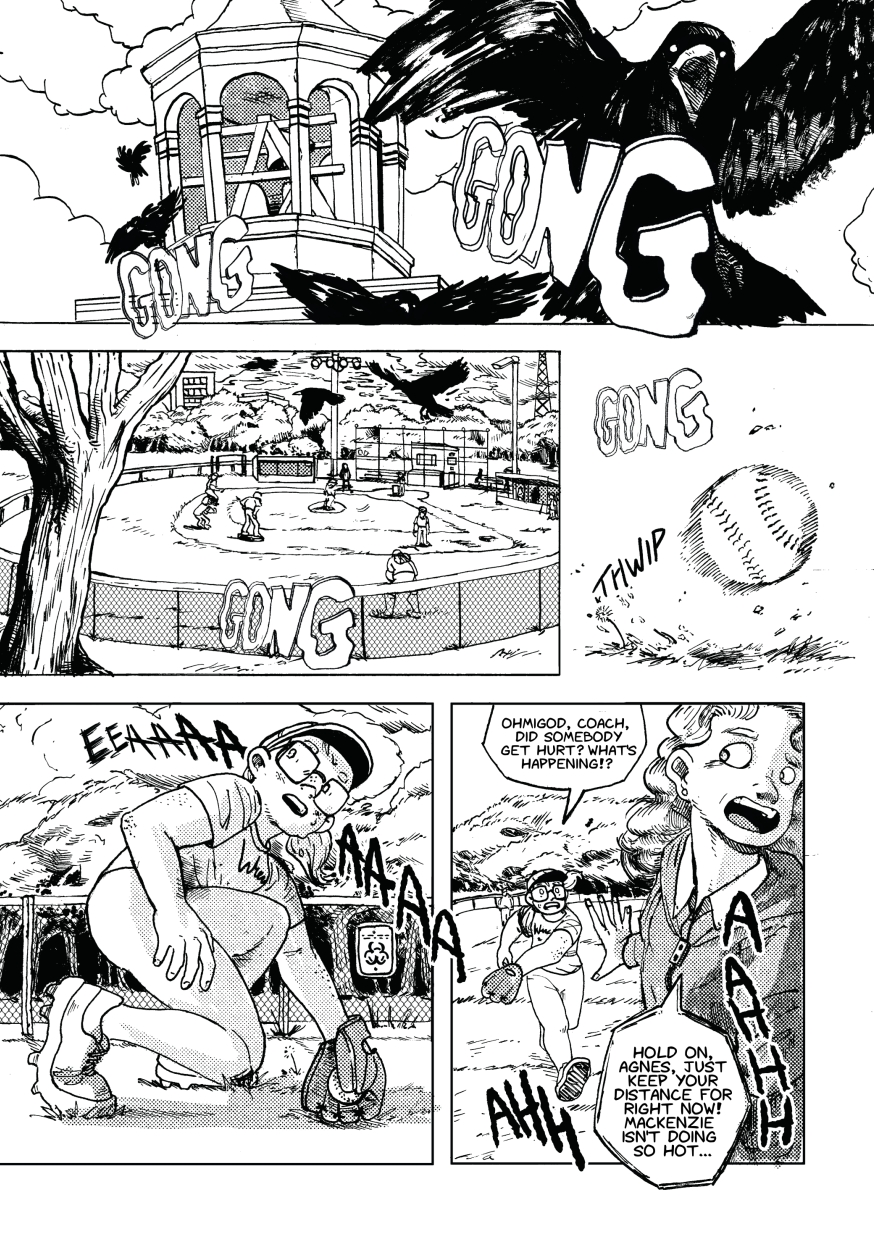 GONG
GONG
GONG
GONG
THWIP
EEAAAA
AAAA
OHMIGOD, COACH,
DID SOMEBODY
GET HURT? WHAT'S
HAPPENING!?
AAHHH
AHH
HOLD ON,
AGNES, JUST
KEEP YOUR
DISTANCE FOR
RIGHT NOW!
MACKENZIE
ISN'T DOING
SO HOT...